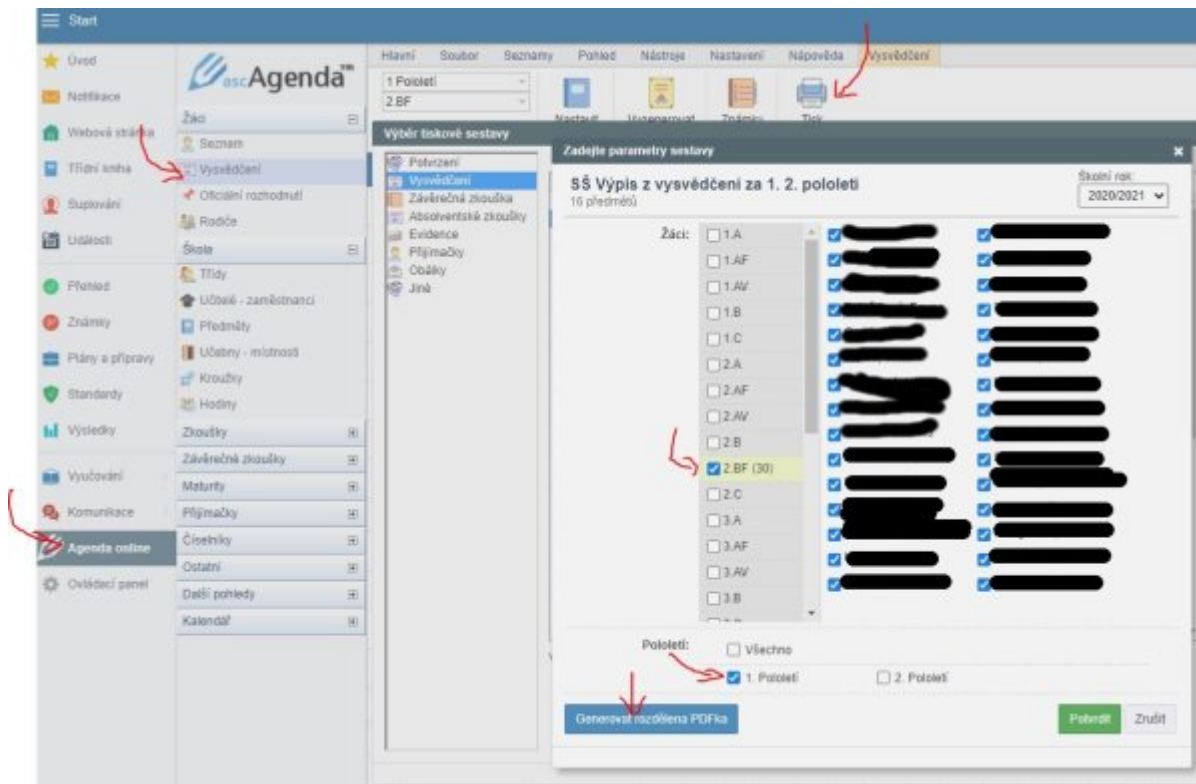 Start
Úvod
Notifikace
Webová stránka
Třídní kniha
Suplování
Události
Přehled
Známky
Plány a přípravy
Standardy
Výsledky
Vyučování
Komunikace
Agenda online
Ovládací panel
ascAgenda™
Žáci
Seznam
Vysvědčení
Oficiální rozhodnutí
Rodiče
Škola
Třídy
Učitelé - zaměstnanci
Předměty
Učebny - místnosti
Kroužky
Hodiny
Zkoušky
Závěrečné zkoušky
Maturity
Přijímačky
Číselníky
Ostatní
Další pohledy
Kalendář
Hlavní Soubor Seznamy Pohled Nástroje Nastavení Nápověda Vysvědčení
1 Pololetí
2.BF
Nastavit Vygenerovat Známky Tisk
Výběr tiskové sestavy
Potvrzení
Vysvědčení
Závěrečná zkouška
Absolventské zkoušky
Evidence
Přijímačky
Obálky
Jiné
Zadejte parametry sestavy
SŠ Výpis z vysvědčení za 1. 2. pololetí
16 předmětů
Školní rok:
2020/2021
Žáci:
1.A
1.AF
1.AV
1.B
1.C
2.A
2.AF
2.AV
2.B
2.BF (30)
2.C
3.A
3.AF
3.AV
3.B
Pololetí:
Všechno
1. Pololetí 2. Pololetí
Generovat rozdělena PDFka
Potvrdit Zrušit